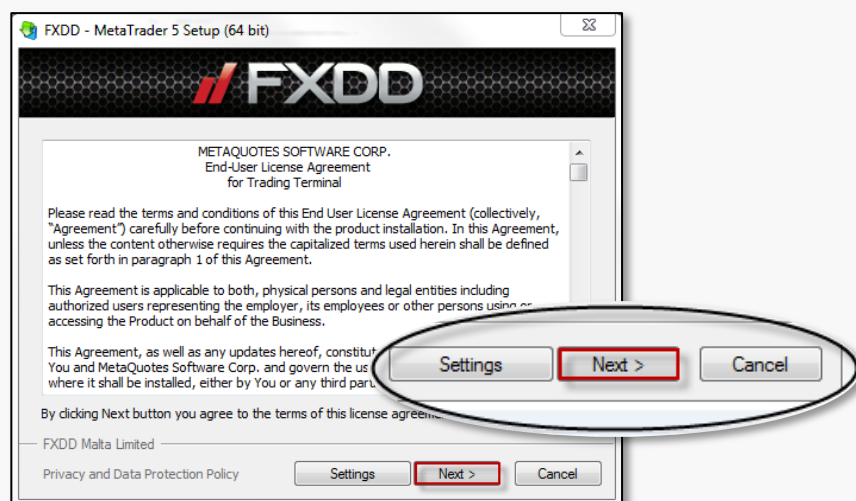 FXDD - MetaTrader 5 Setup (64 bit)
FXDD
METAQUOTES SOFTWARE CORP.
End-User License Agreement
for Trading Terminal
Please read the terms and conditions of this End User License Agreement (collectively,
"Agreement") carefully before continuing with the product installation. In this Agreement,
unless the content otherwise requires the capitalized terms used herein shall be defined
as set forth in paragraph 1 of this Agreement.
This Agreement is applicable to both, physical persons and legal entities including
authorized users representing the employer, its employees or other persons using or
accessing the Product on behalf of the Business.
This Agreement, as well as any updates hereof,
You and MetaQuotes Software Corp. and govern the
where it shall be installed, either by You or any third
Settings Next > Cancel
By clicking Next button you agree to the terms of this license
FXDD Malta Limited
Privacy and Data Protection Policy Settings Next > Cancel